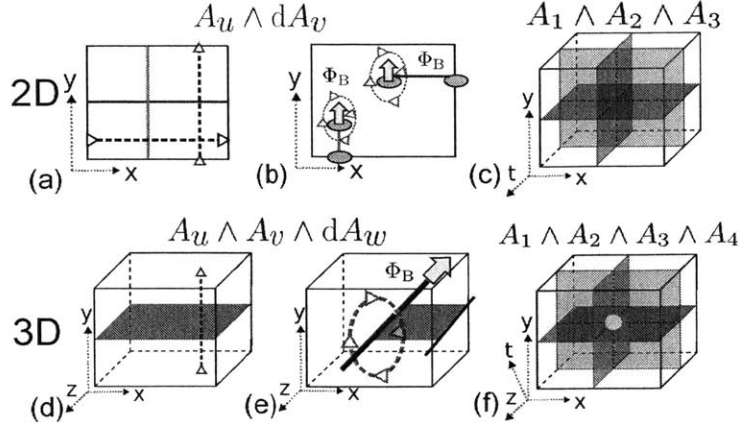 A_u ∧ dA_v
A_1 ∧ A_2 ∧ A_3
2D
y
x
(a)
y
Φ_B
Φ_B
x
(b)
y
t
x
(c)
A_u ∧ A_v ∧ dA_w
A_1 ∧ A_2 ∧ A_3 ∧ A_4
3D
y
z
x
(d)
Φ_B
y
z
x
(e)
y
t
z
x
(f)